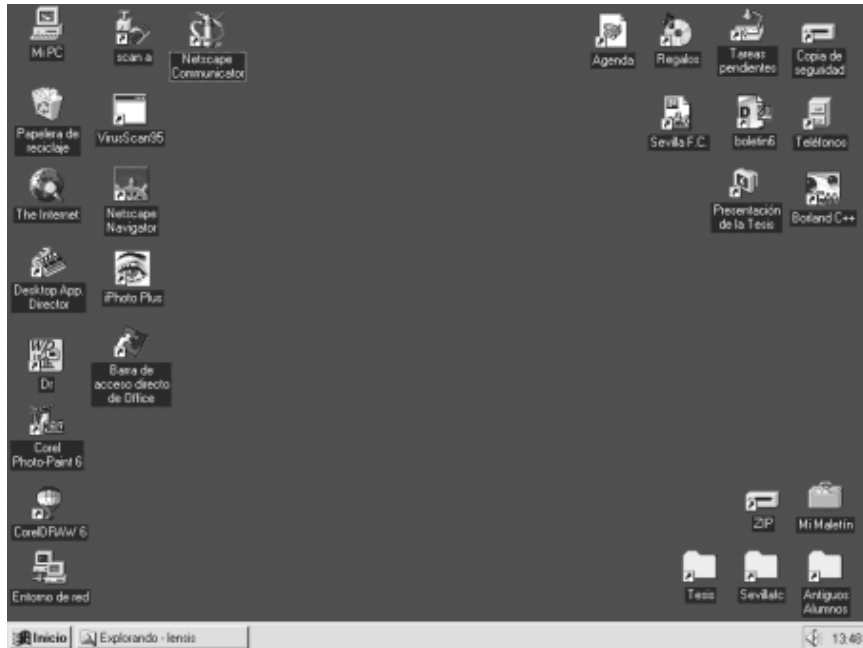 Mi PC
scan a
Netscape
Communicator
Agenda
Regalos
Tareas
pendientes
Copia de
seguridad
Papelera de
reciclaje
VirusScan95
Sevilla F.C.
boletin6
Teléfonos
The Internet
Netscape
Navigator
Presentación
de la Tesis
Borland C++
Desktop App.
Director
iPhoto Plus
Dr
Barra de
acceso directo
de Office
Corel
Photo-Paint 6
CorelDRAW 6
ZIP
Mi Maletín
Entorno de red
Tesis
Sevillafc
Antiguos
Alumnos
Inicio
Explorando - lensis
13:48